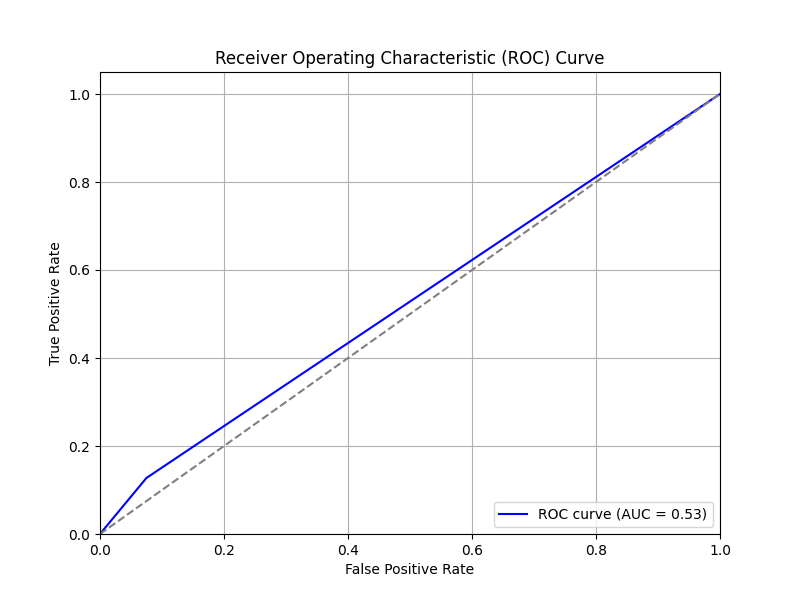 Receiver Operating Characteristic (ROC) Curve
True Positive Rate
1.0
0.8
0.6
0.4
0.2
0.0
ROC curve (AUC = 0.53)
0.0 0.2 0.4 0.6 0.8 1.0
False Positive Rate